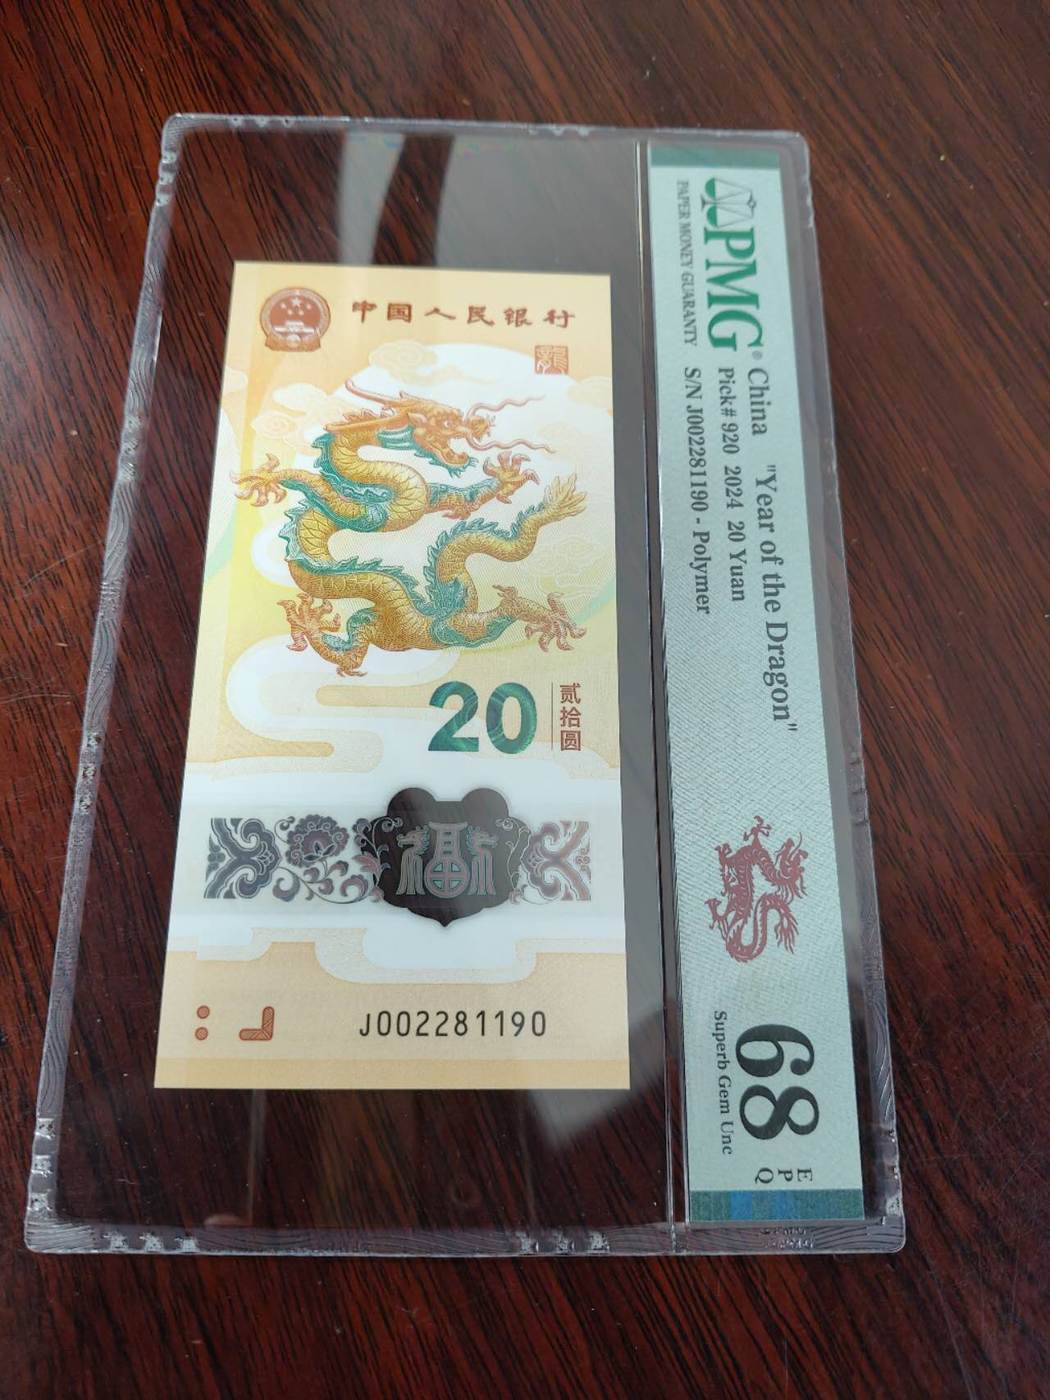 中国人民银行
龍
20
贰拾圆
福
J002281190
PMG®
PAPER MONEY GUARANTY
China "Year of the Dragon"
Pick# 920 2024 20 Yuan
S/N J002281190 - Polymer
68
EPQ
Superb Gem Unc